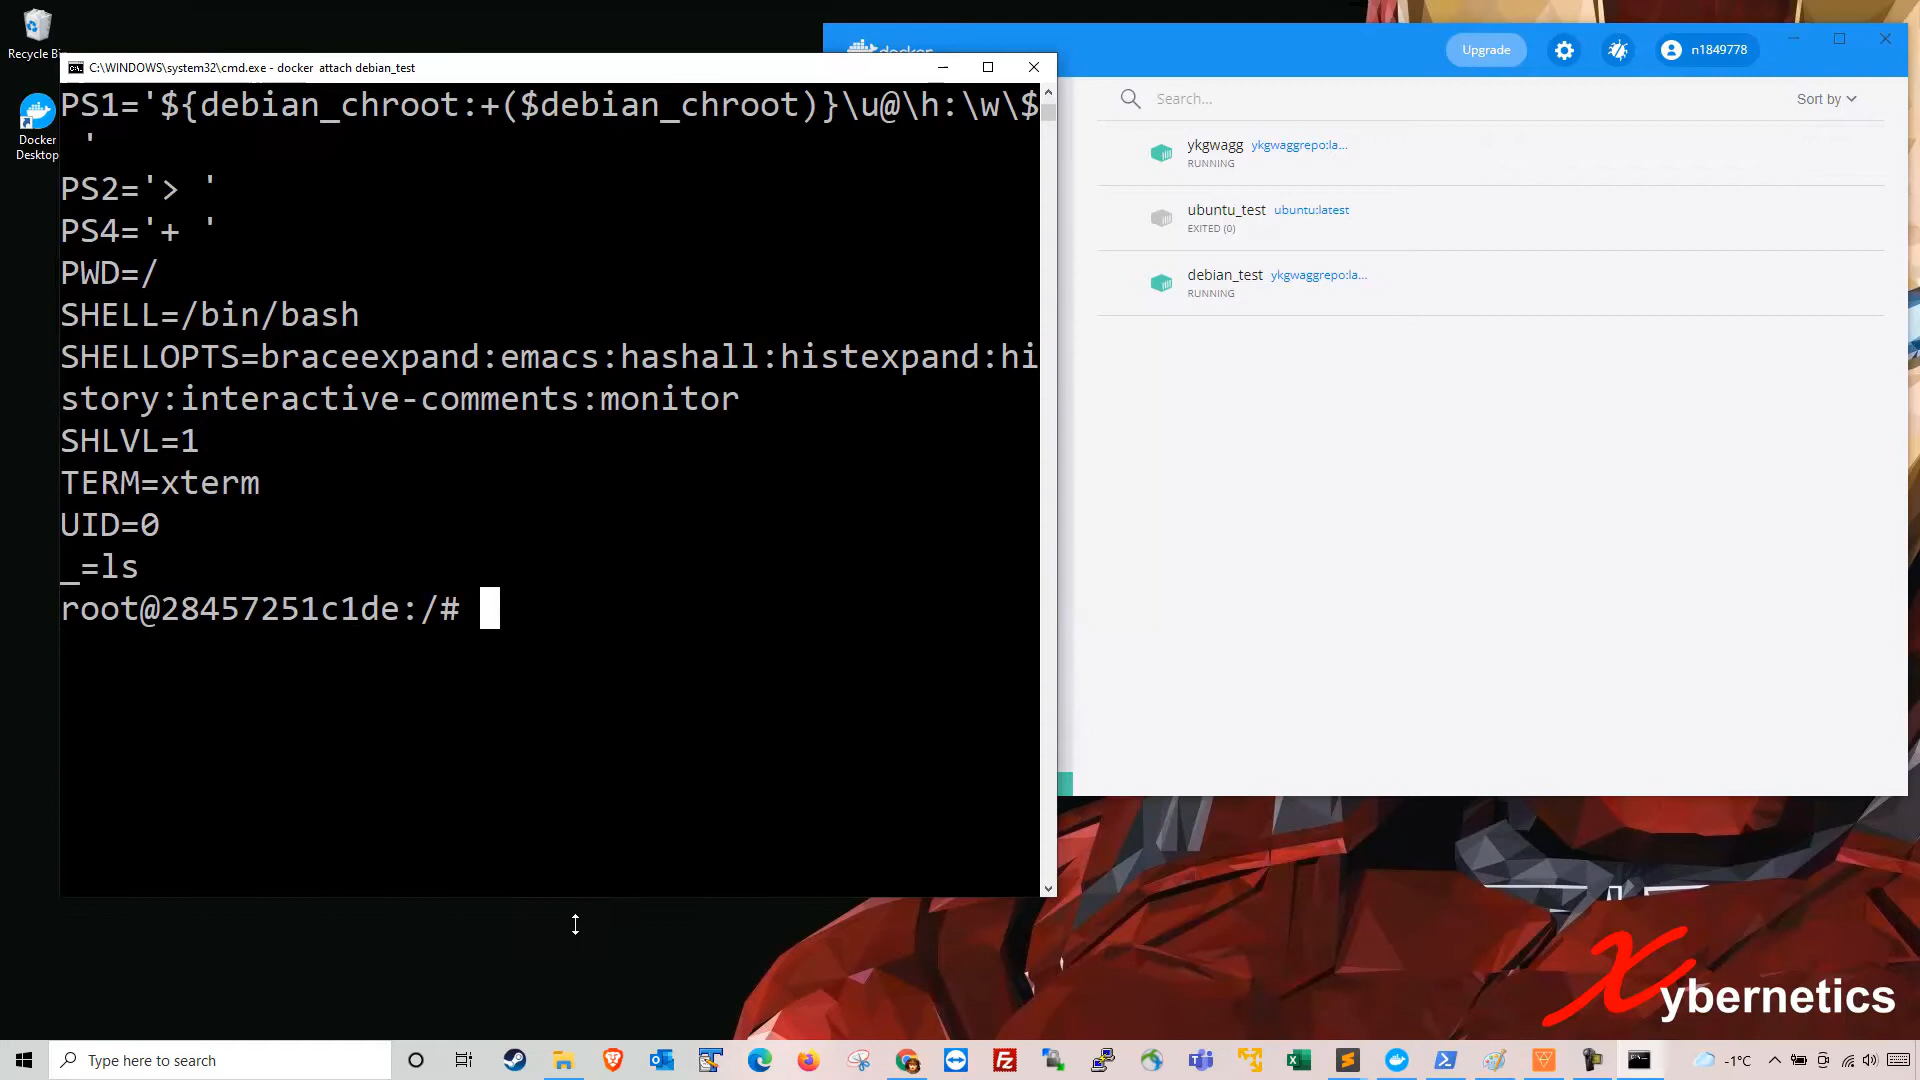 Recycle Bi
Docker
Desktop
C:\WINDOWS\system32\cmd.exe - docker  attach debian_test
PS1='${debian_chroot:+($debian_chroot)}\u@\h:\w\$
 '
PS2='> '
PS4='+ '
PWD=/
SHELL=/bin/bash
SHELLOPTS=braceexpand:emacs:hashall:histexpand:hi
story:interactive-comments:monitor
SHLVL=1
TERM=xterm
UID=0
_=ls
root@28457251c1de:/#
docker
Upgrade
n1849778
Search...
Sort by
ykgwagg ykgwaggrepo:la...
RUNNING
ubuntu_test ubuntu:latest
EXITED (0)
debian_test ykgwaggrepo:la...
RUNNING
Xybernetics
Type here to search
-1°C